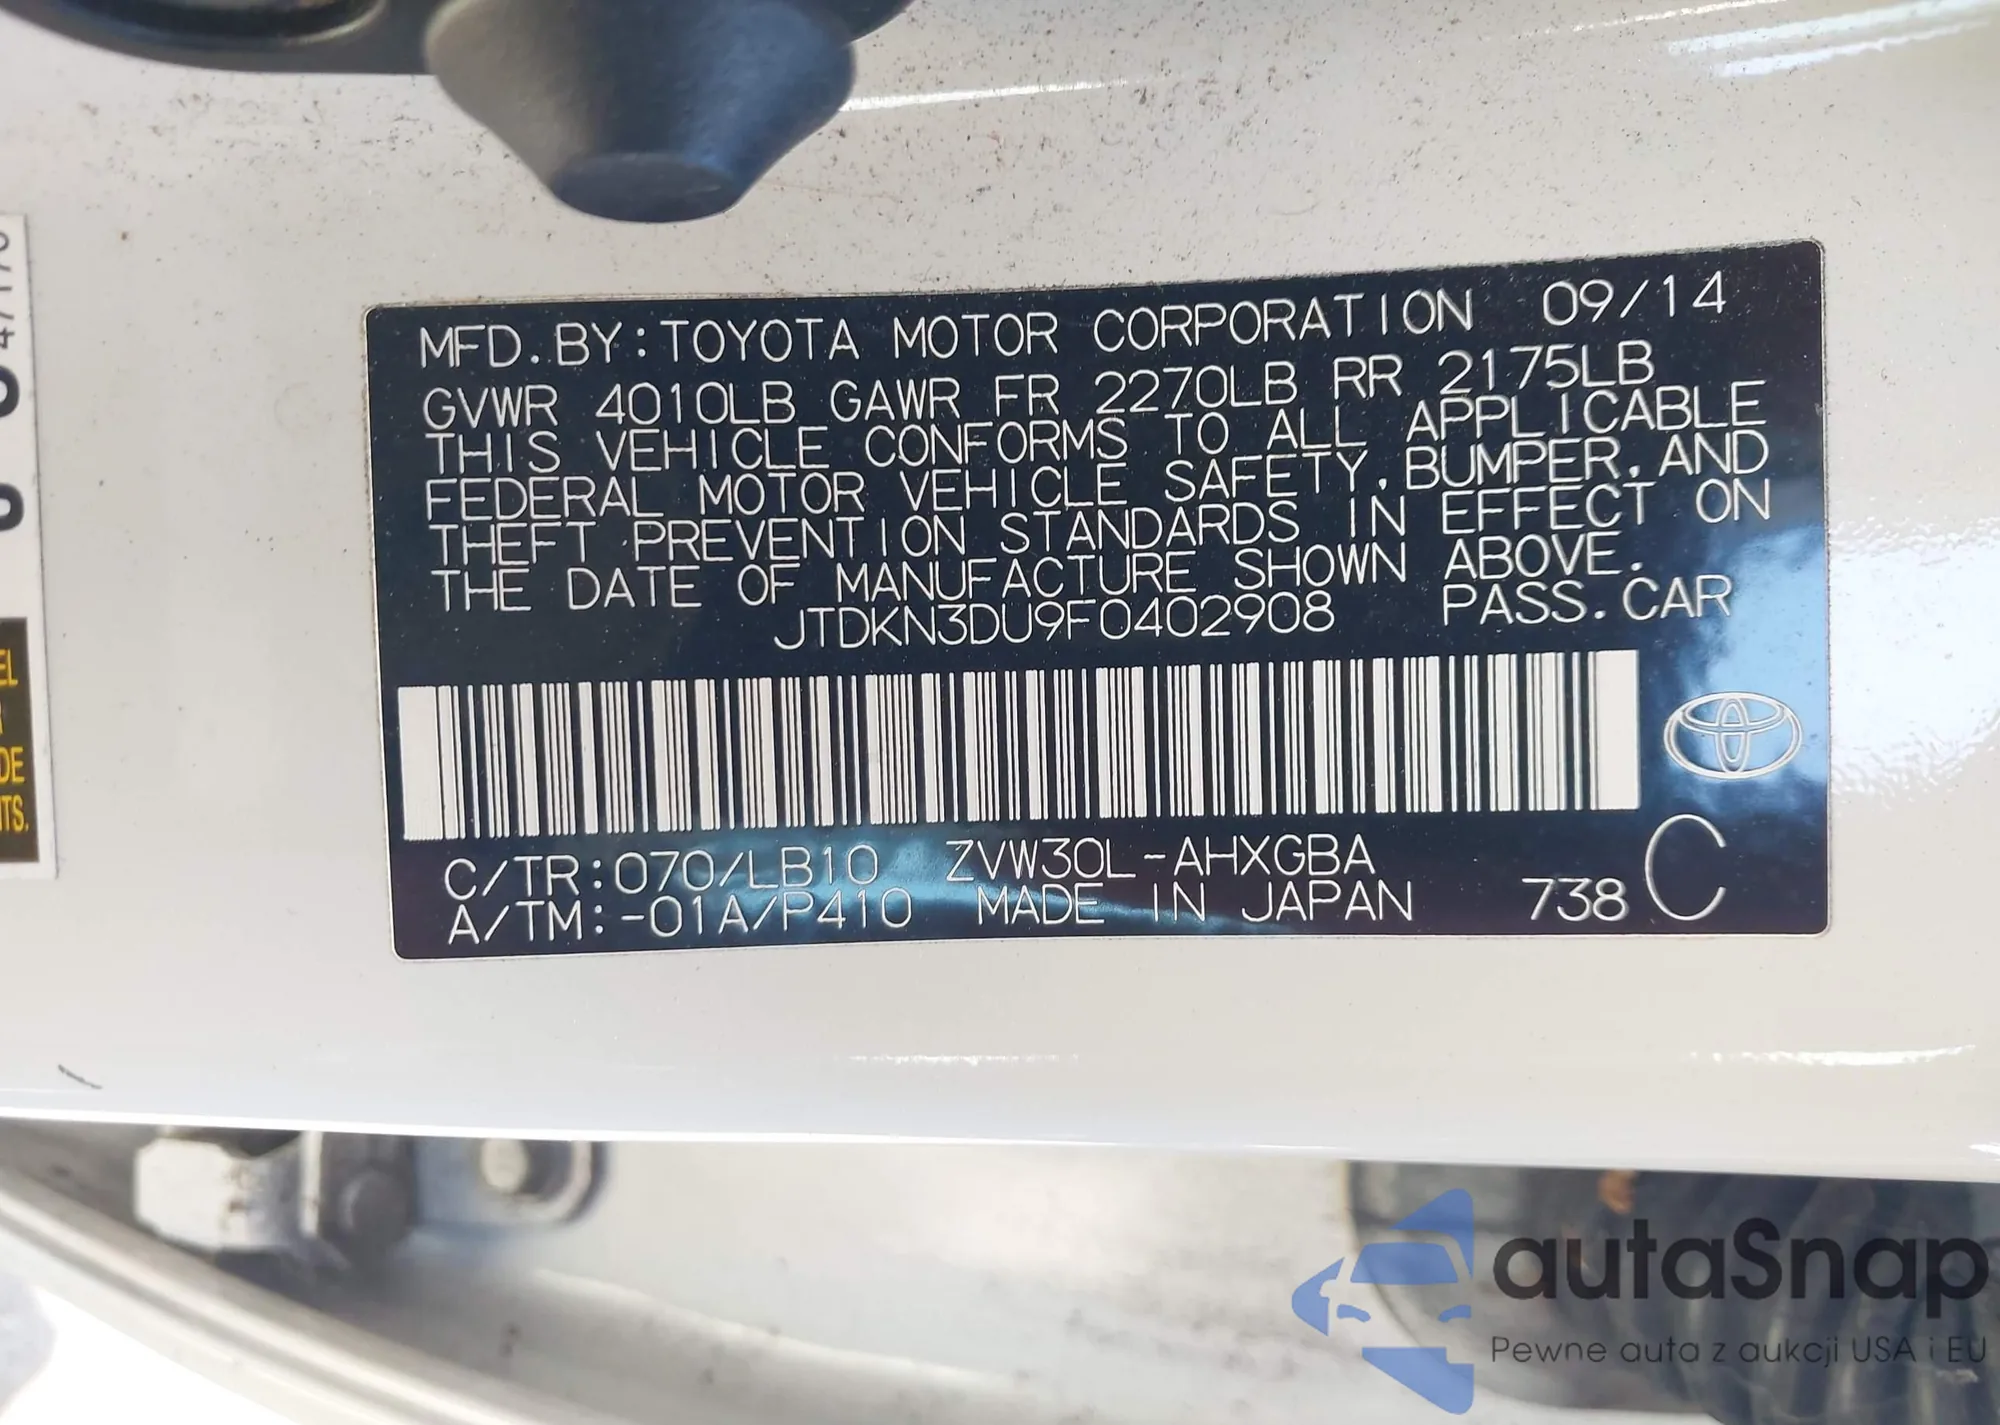 MFD. BY: TOYOTA MOTOR CORPORATION 09/14
GVWR 4010LB GAWR FR 2270LB RR 2175LB
THIS VEHICLE CONFORMS TO ALL APPLICABLE
FEDERAL MOTOR VEHICLE SAFETY, BUMPER, AND
THEFT PREVENTION STANDARDS IN EFFECT ON
THE DATE OF MANUFACTURE SHOWN ABOVE.
JTDKN3DU9F0402908 PASS. CAR
C/TR: 070/LB10 ZVW30L-AHXGBA
A/TM: -01A/P410 MADE IN JAPAN 738 C
autaSnap
Pewne auta z aukcji USA i EU